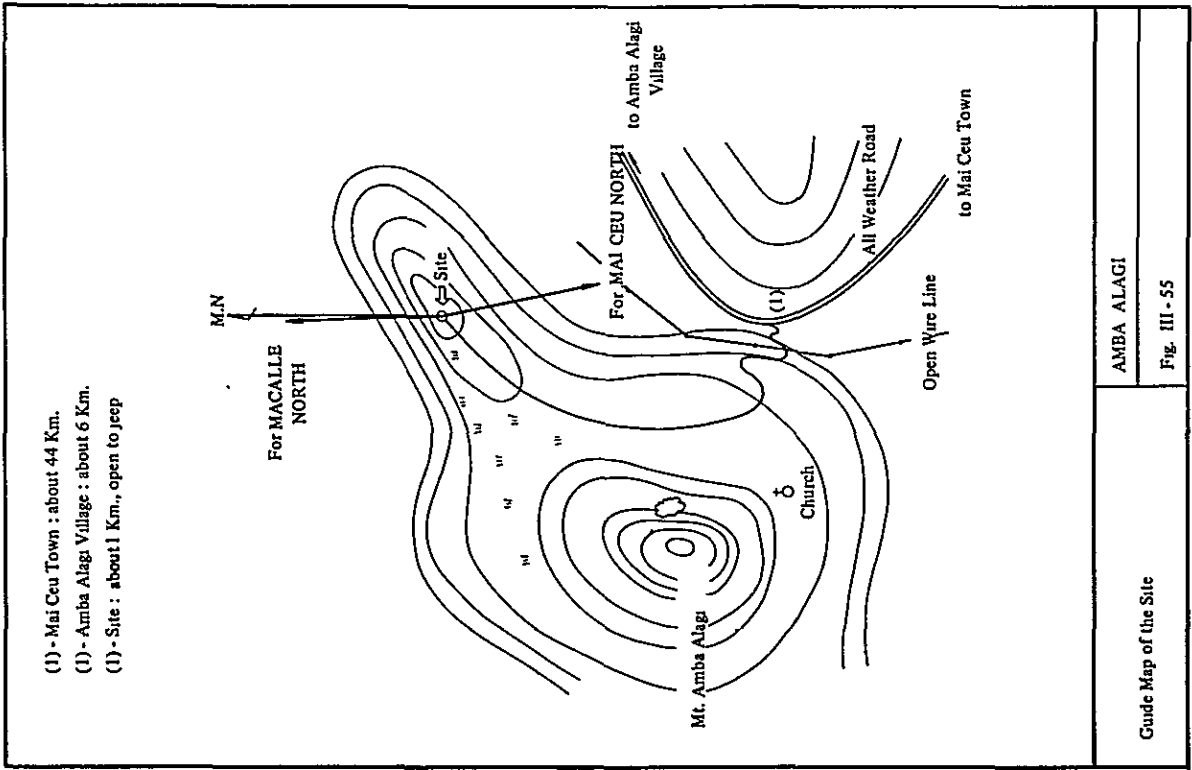 (1) - Mai Ceu Town : about 44 Km.
(1) - Amba Alagi Village : about 6 Km.
(1) - Site : about 1 Km., open to jeep
M.N
For MACALLE
NORTH
Site
to Amba Alagi
Village
For MAI CEU NORTH
(1)
All Weather Road
to Mai Ceu Town
Open Wire Line
Church
Mt. Amba Alagi
Guide Map of the Site
AMBA ALAGI
Fig. III - 55